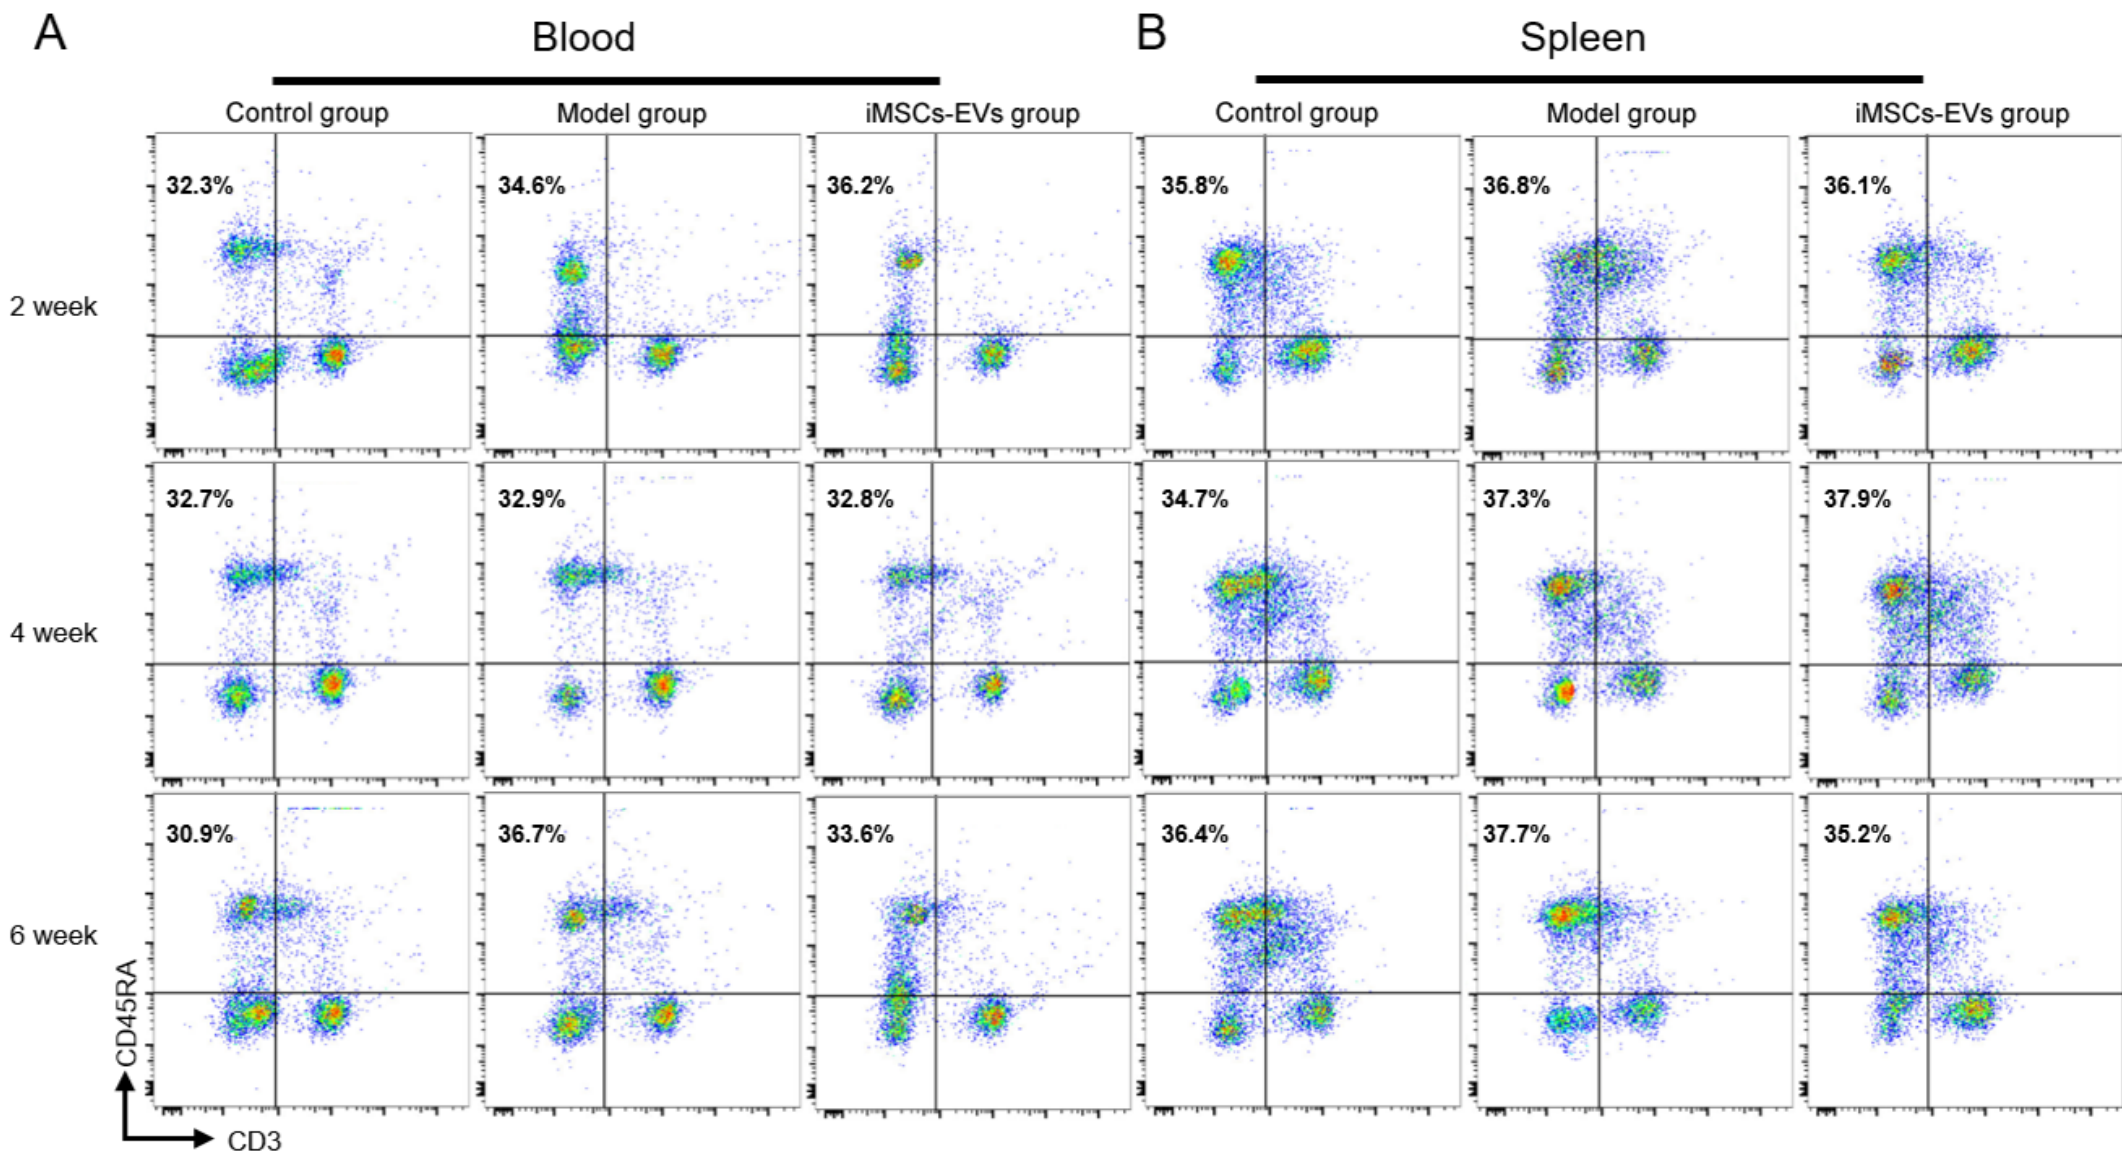 A
Blood
B
Spleen
Control group
Model group
iMSCs-EVs group
Control group
Model group
iMSCs-EVs group
2 week
32.3%
34.6%
36.2%
35.8%
36.8%
36.1%
4 week
32.7%
32.9%
32.8%
34.7%
37.3%
37.9%
6 week
30.9%
36.7%
33.6%
36.4%
37.7%
35.2%
CD45RA
CD3